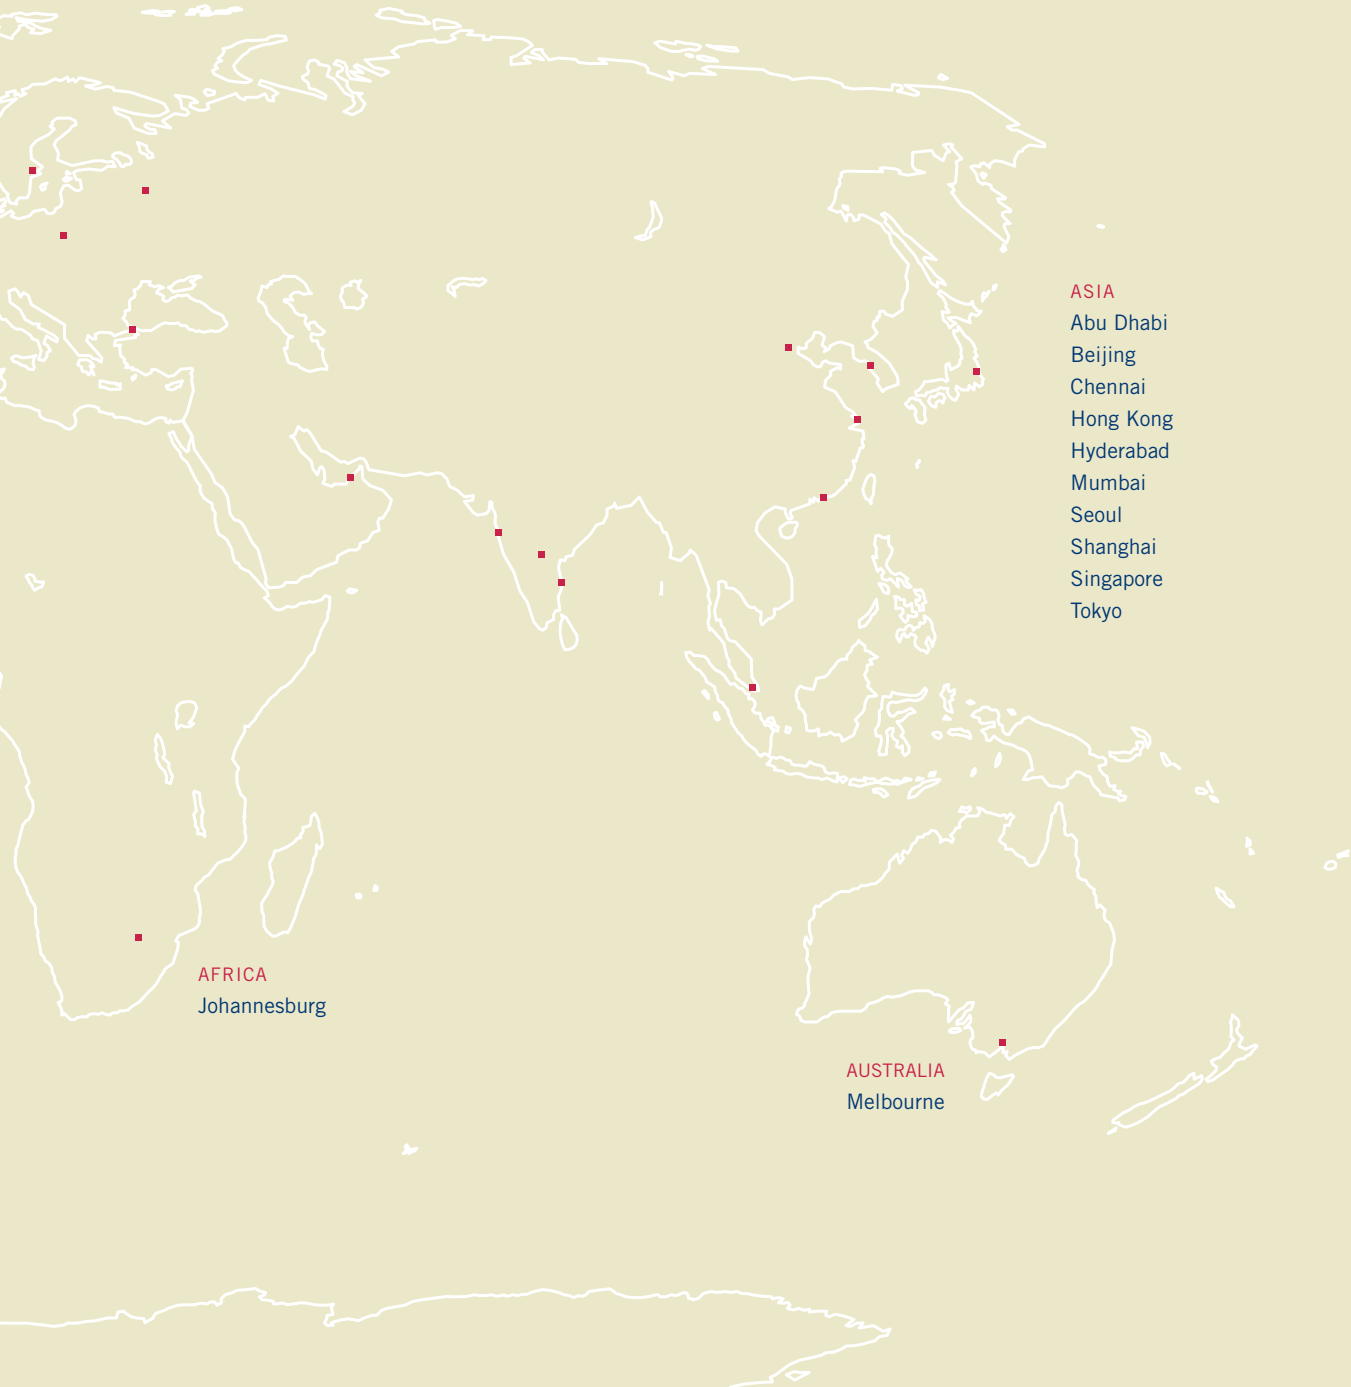 ASIA
Abu Dhabi
Beijing
Chennai
Hong Kong
Hyderabad
Mumbai
Seoul
Shanghai
Singapore
Tokyo
AFRICA
Johannesburg
AUSTRALIA
Melbourne